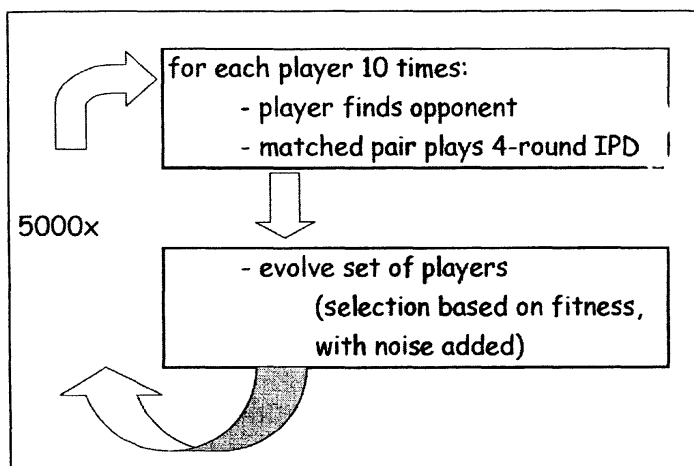 for each player 10 times:
- player finds opponent
- matched pair plays 4-round IPD
5000x
- evolve set of players
(selection based on fitness,
with noise added)